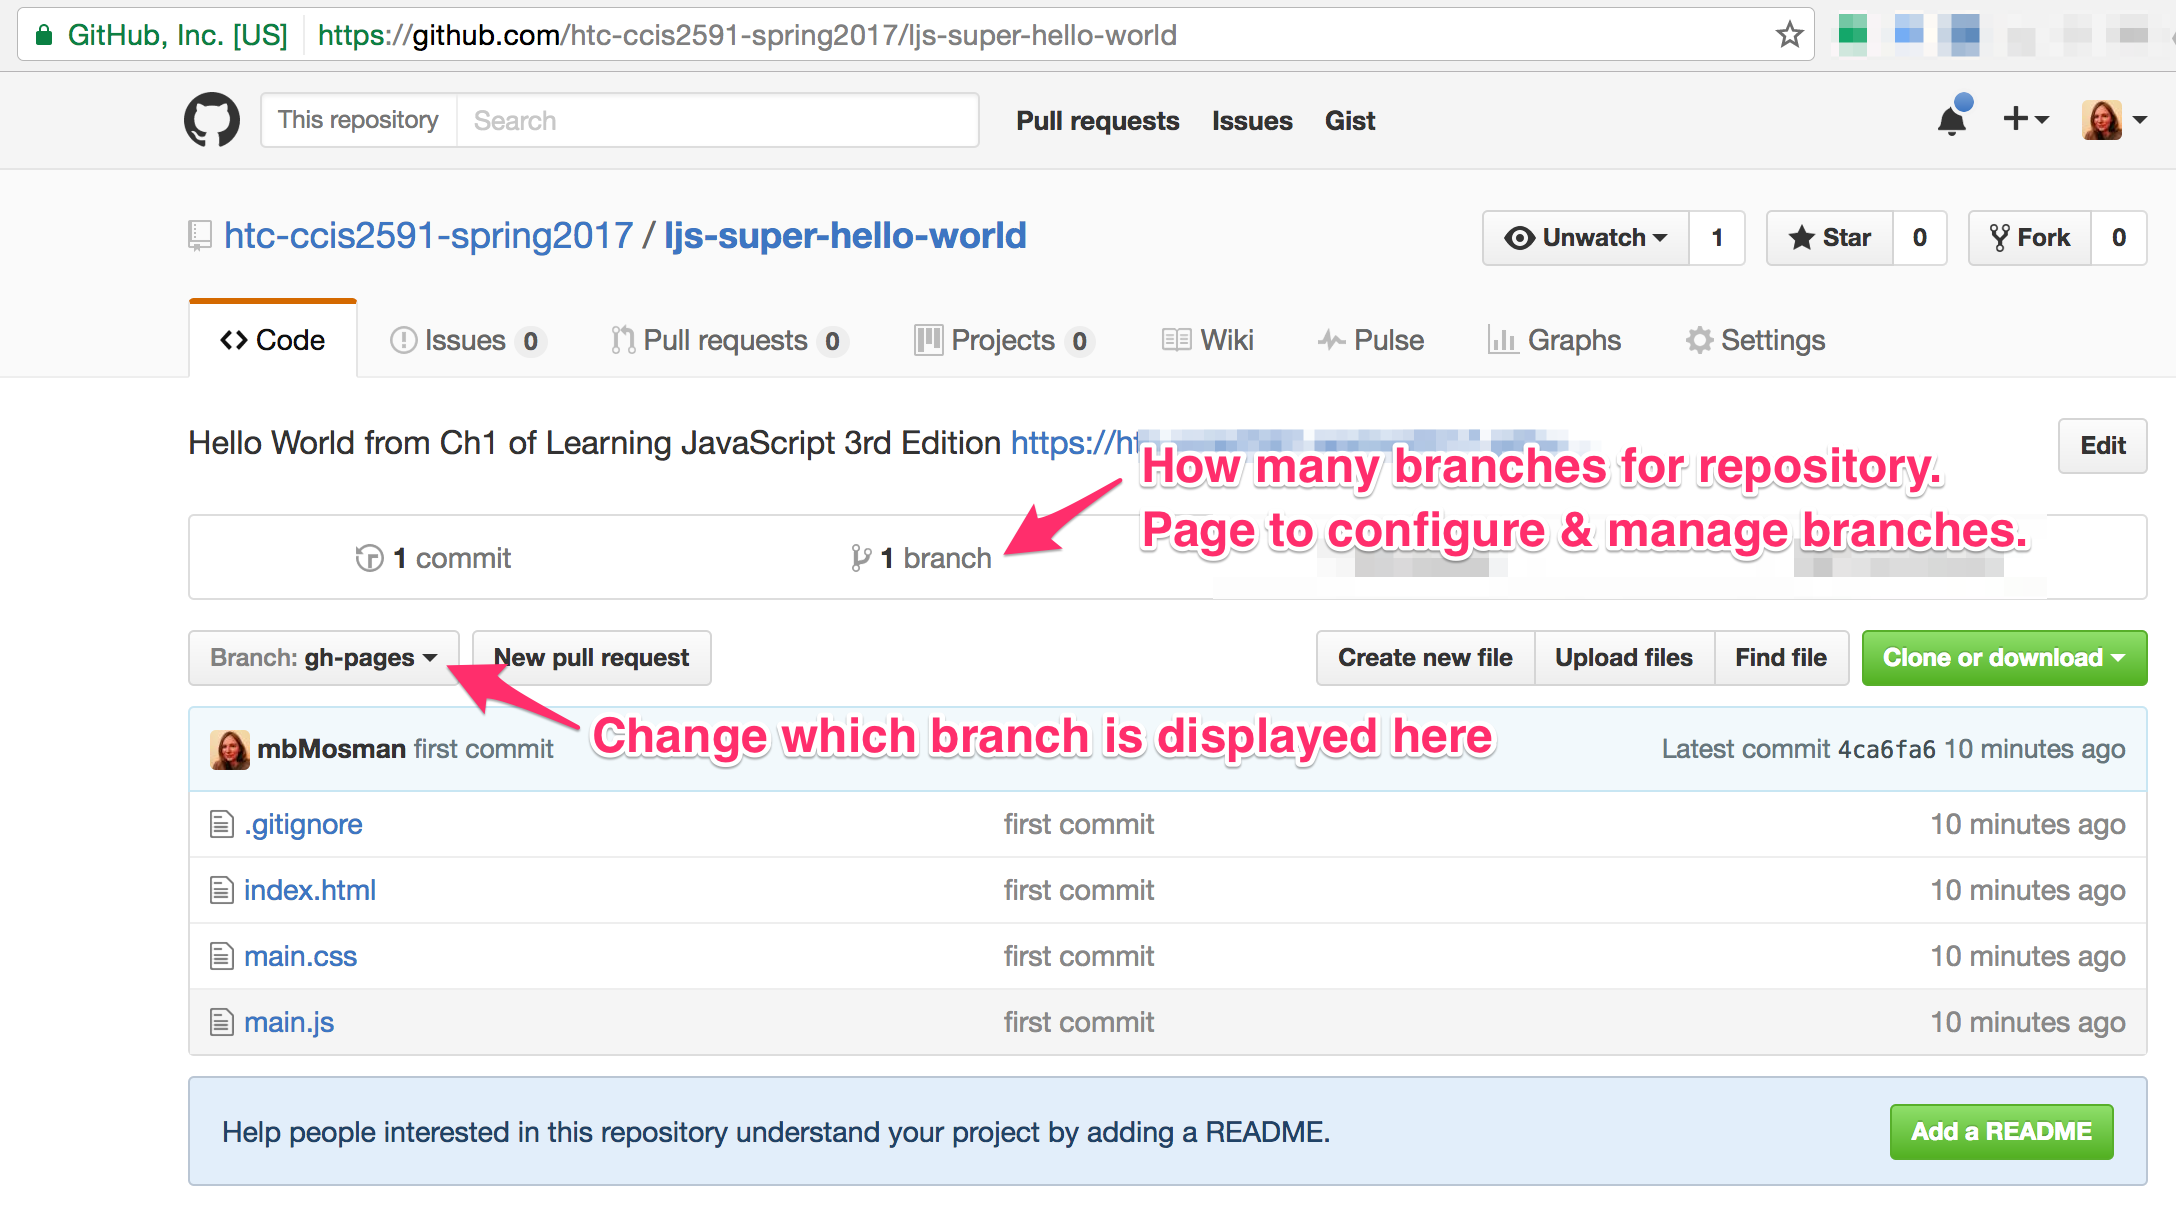 GitHub, Inc. [US] https://github.com/htc-ccis2591-spring2017/ljs-super-hello-world
This repository Search Pull requests Issues Gist
htc-ccis2591-spring2017 / ljs-super-hello-world Unwatch 1 Star 0 Fork 0
Code Issues 0 Pull requests 0 Projects 0 Wiki Pulse Graphs Settings
Hello World from Ch1 of Learning JavaScript 3rd Edition https://ht Edit
How many branches for repository.
Page to configure & manage branches.
1 commit 1 branch
Branch: gh-pages New pull request Create new file Upload files Find file Clone or download
Change which branch is displayed here
mbMosman first commit Latest commit 4ca6fa6 10 minutes ago
.gitignore first commit 10 minutes ago
index.html first commit 10 minutes ago
main.css first commit 10 minutes ago
main.js first commit 10 minutes ago
Help people interested in this repository understand your project by adding a README. Add a README